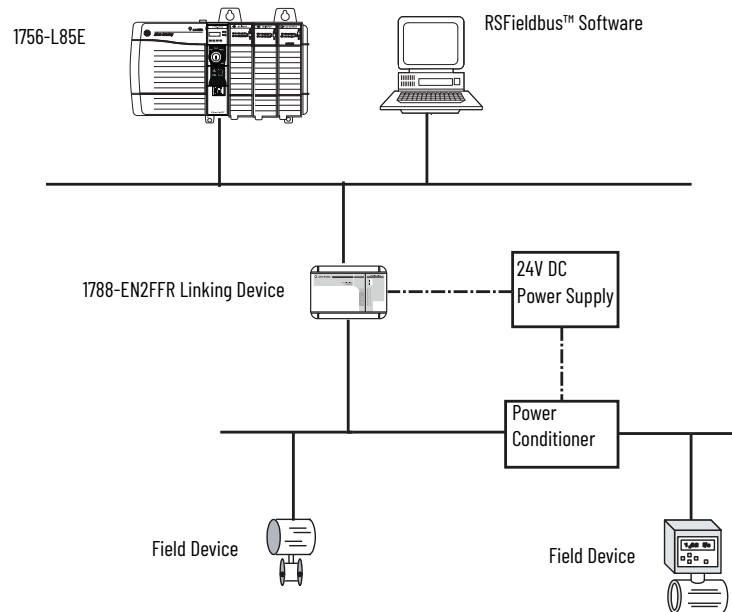 1756-L85E
RSFieldbus™ Software
1788-EN2FFR Linking Device
24V DC
Power Supply
Power
Conditioner
Field Device
Field Device